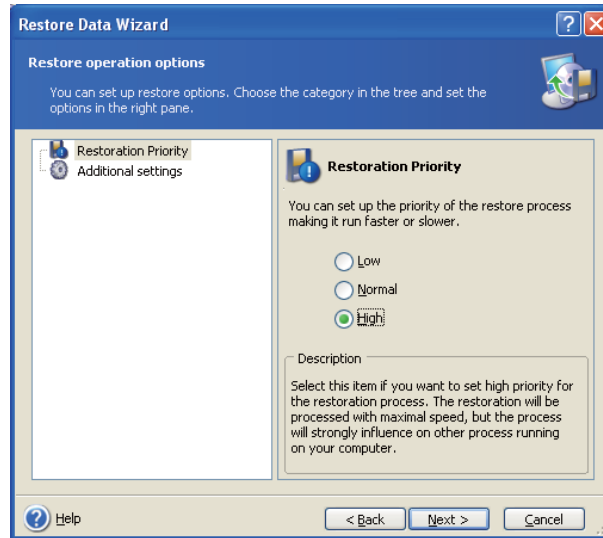 Restore Data Wizard
Restore operation options
You can set up restore options. Choose the category in the tree and set the
options in the right pane.
Restoration Priority
Additional settings
Restoration Priority
You can set up the priority of the restore process
making it run faster or slower.
Low
Normal
High
Description
Select this item if you want to set high priority for
the restoration process. The restoration will be
processed with maximal speed, but the process
will strongly influence on other process running
on your computer.
Help
< Back
Next >
Cancel